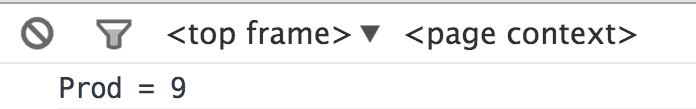 <top frame> <page context>
Prod = 9